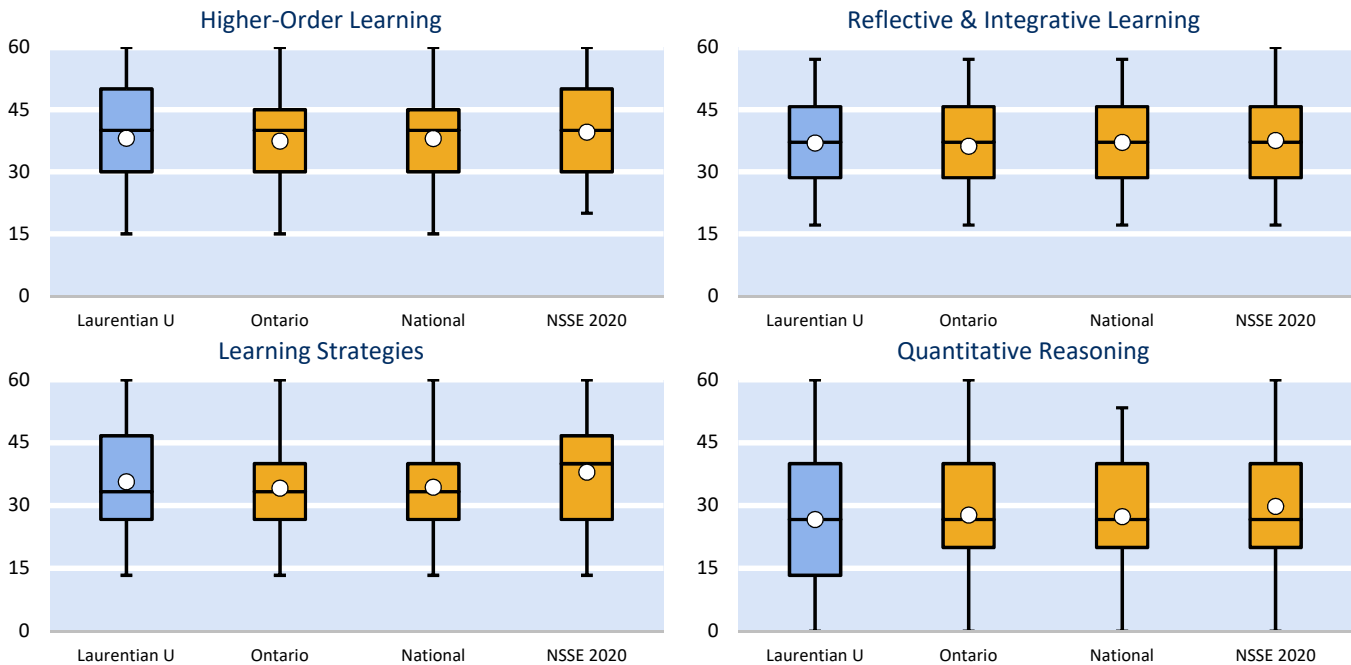 Higher-Order Learning
60
45
30
15
0
Laurentian U Ontario National NSSE 2020
Reflective & Integrative Learning
60
45
30
15
0
Laurentian U Ontario National NSSE 2020
Learning Strategies
60
45
30
15
0
Laurentian U Ontario National NSSE 2020
Quantitative Reasoning
60
45
30
15
0
Laurentian U Ontario National NSSE 2020